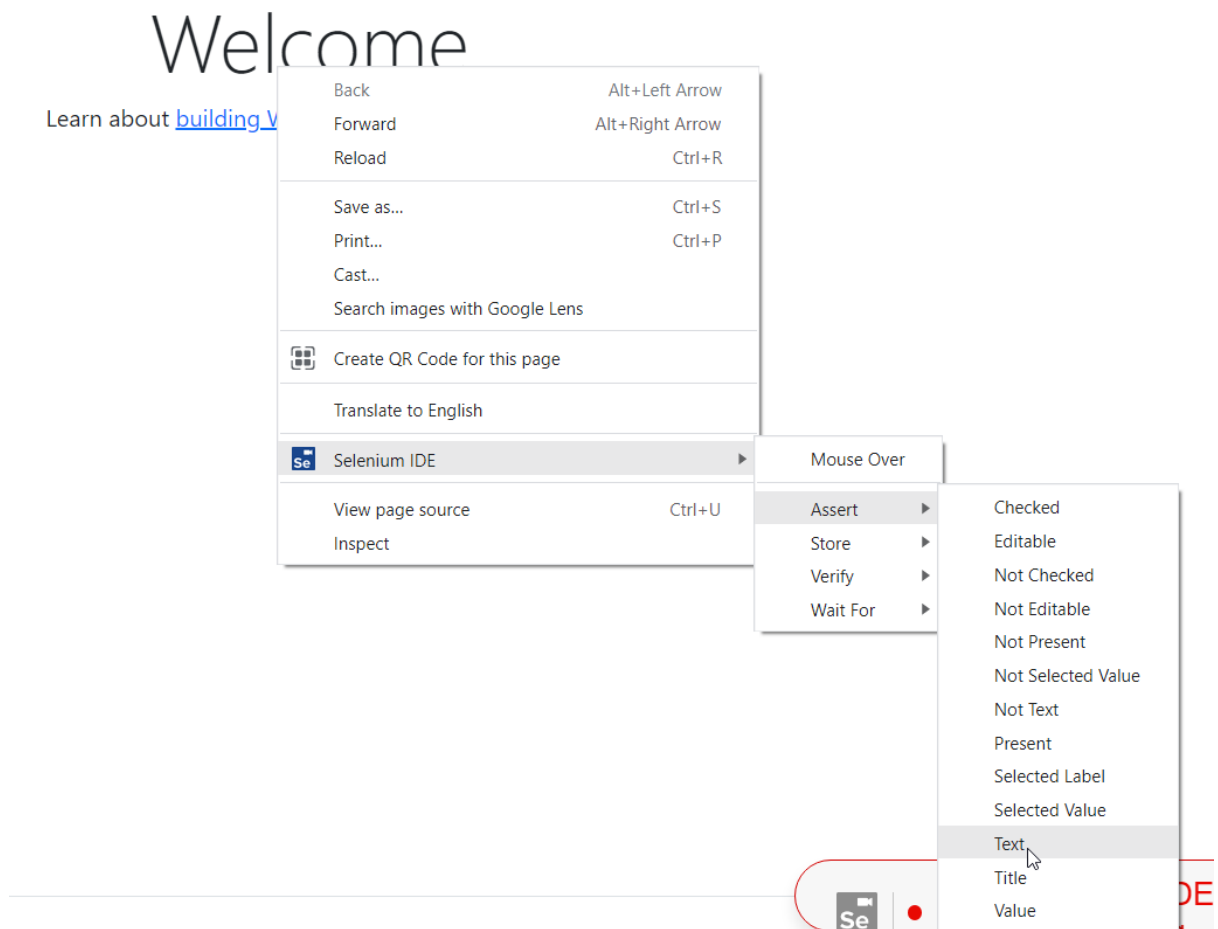 Welcome
Learn about building
Back Alt+Left Arrow
Forward Alt+Right Arrow
Reload Ctrl+R
Save as... Ctrl+S
Print... Ctrl+P
Cast...
Search images with Google Lens
Create QR Code for this page
Translate to English
Se Selenium IDE
View page source Ctrl+U
Inspect
Mouse Over
Assert
Store
Verify
Wait For
Checked
Editable
Not Checked
Not Editable
Not Present
Not Selected Value
Not Text
Present
Selected Label
Selected Value
Text
Title
Value
Se
DE